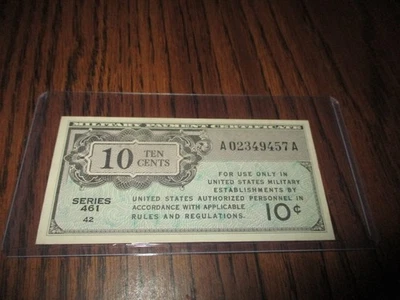 MILITARY PAYMENT CERTIFICATE
10 TEN CENTS
A02349457A
FOR USE ONLY IN
UNITED STATES MILITARY
ESTABLISHMENTS BY
UNITED STATES AUTHORIZED PERSONNEL IN
ACCORDANCE WITH APPLICABLE
RULES AND REGULATIONS.
SERIES
461
42
10¢